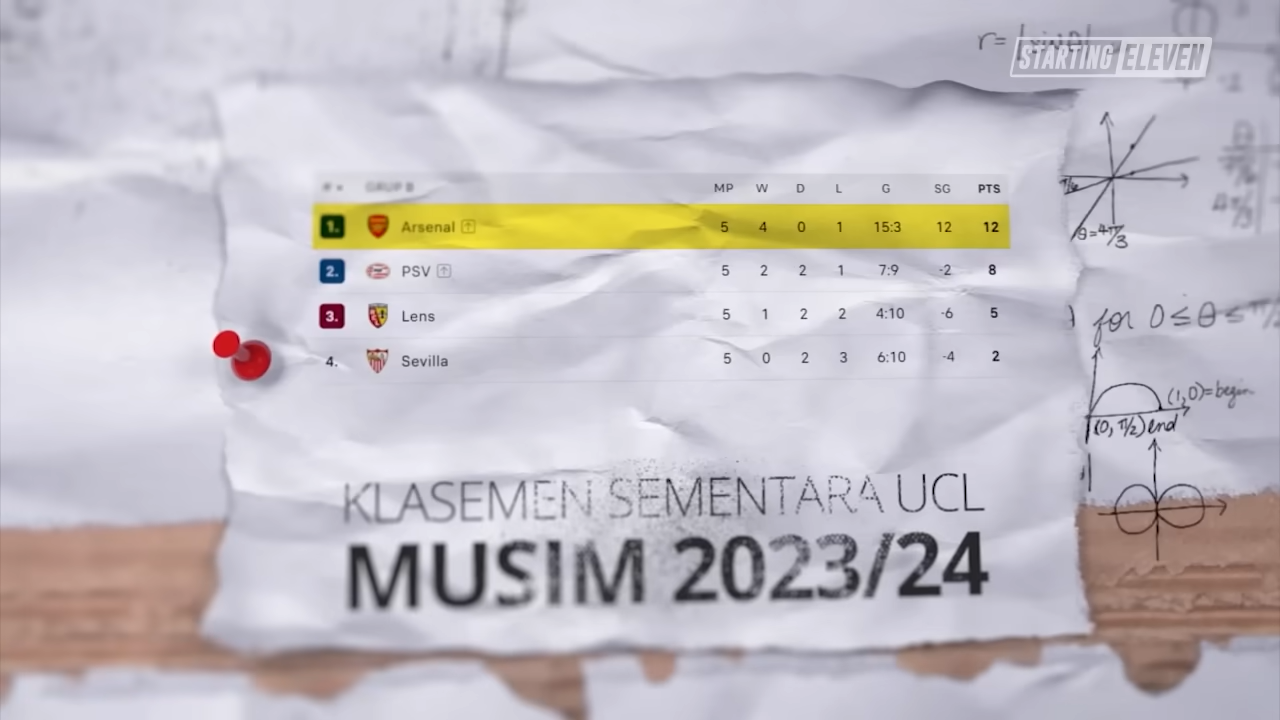 STARTING ELEVEN
GRUP B MP W D L G SG PTS
1. Arsenal 5 4 0 1 15:3 12 12
2. PSV 5 2 2 1 7:9 -2 8
3. Lens 5 1 2 2 4:10 -6 5
4. Sevilla 5 0 2 3 6:10 -4 2
θ=4π/3
for 0≤θ≤π/
(1,0)=begin
(0, π/2) end
KLASEMEN SEMENTARA UCL
MUSIM 2023/24